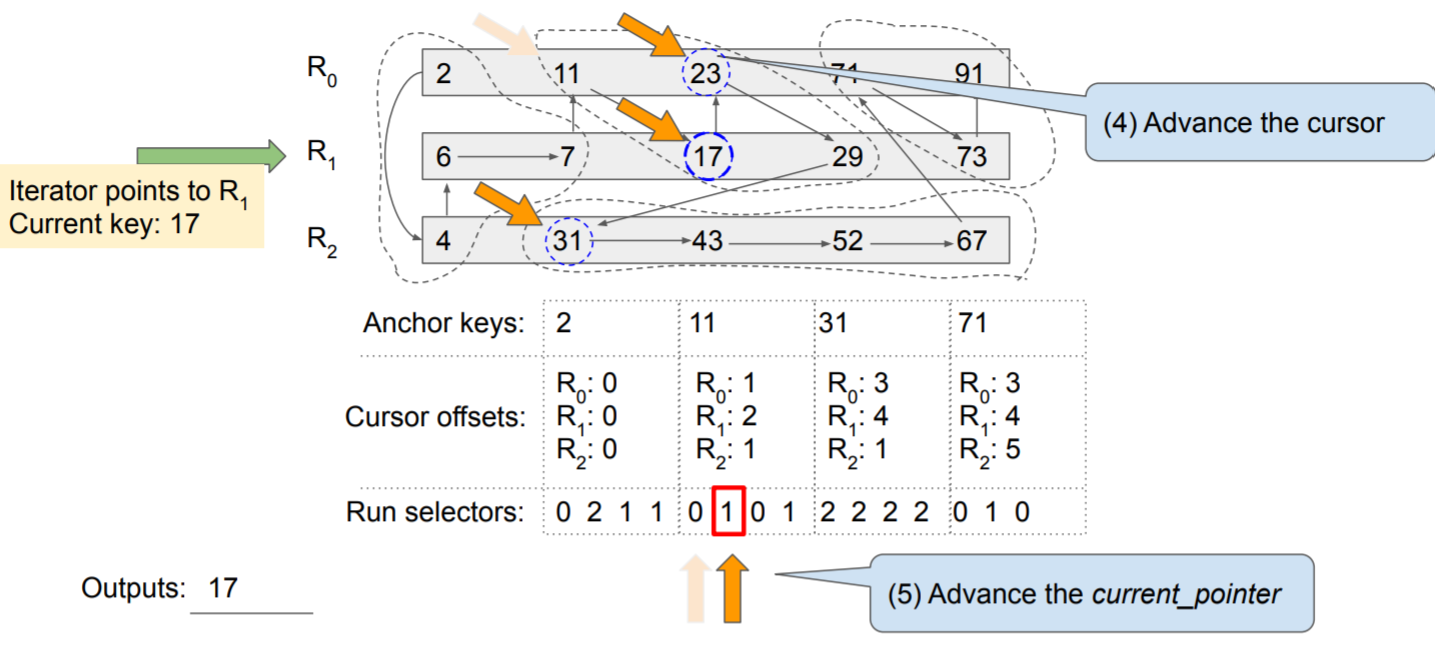 R0 2 11 23 71 91
(4) Advance the cursor
R1 6 7 17 29 73
Iterator points to R1
Current key: 17
R2 4 31 43 52 67
Anchor keys: 2 11 31 71
R0: 0 R0: 1 R0: 3 R0: 3
Cursor offsets: R1: 0 R1: 2 R1: 4 R1: 4
R2: 0 R2: 1 R2: 1 R2: 5
Run selectors: 0 2 1 1 0 1 0 1 2 2 2 2 0 1 0
Outputs: 17
(5) Advance the current_pointer